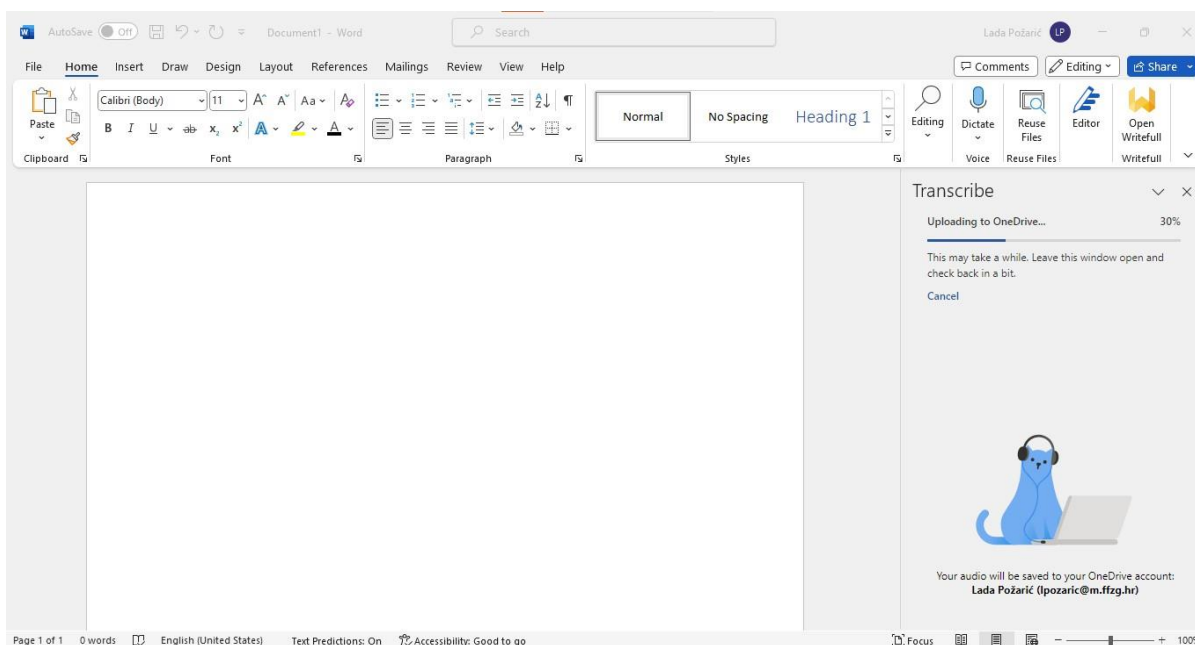 AutoSave Off Document1 - Word Search Lada Požarić LP
File Home Insert Draw Design Layout References Mailings Review View Help Comments Editing Share
Calibri (Body) 11 Aa
Paste B I U ab x₂ x² A A Normal No Spacing Heading 1 Editing Dictate Reuse Files Editor Open Writefull
Clipboard Font Paragraph Styles Voice Reuse Files Writefull
Transcribe
Uploading to OneDrive... 30%
This may take a while. Leave this window open and
check back in a bit.
Cancel
Your audio will be saved to your OneDrive account:
Lada Požarić (lpozaric@m.ffzg.hr)
Page 1 of 1 0 words English (United States) Text Predictions: On Accessibility: Good to go Focus 100%